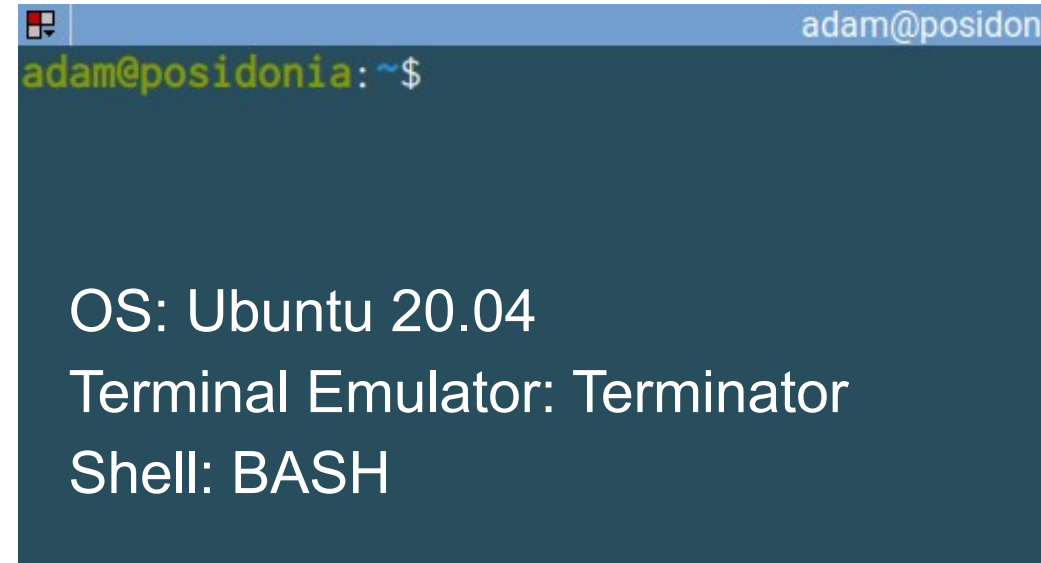 adam@posidon
adam@posidonia:~$
OS: Ubuntu 20.04
Terminal Emulator: Terminator
Shell: BASH